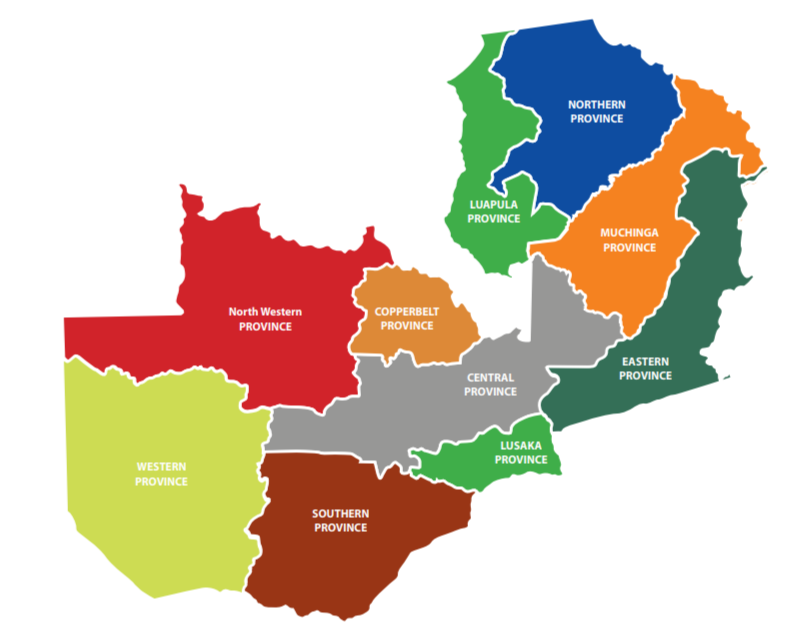 NORTHERN
PROVINCE
LUAPULA
PROVINCE
MUCHINGA
PROVINCE
North Western
PROVINCE
COPPERBELT
PROVINCE
CENTRAL
PROVINCE
EASTERN
PROVINCE
LUSAKA
PROVINCE
WESTERN
PROVINCE
SOUTHERN
PROVINCE